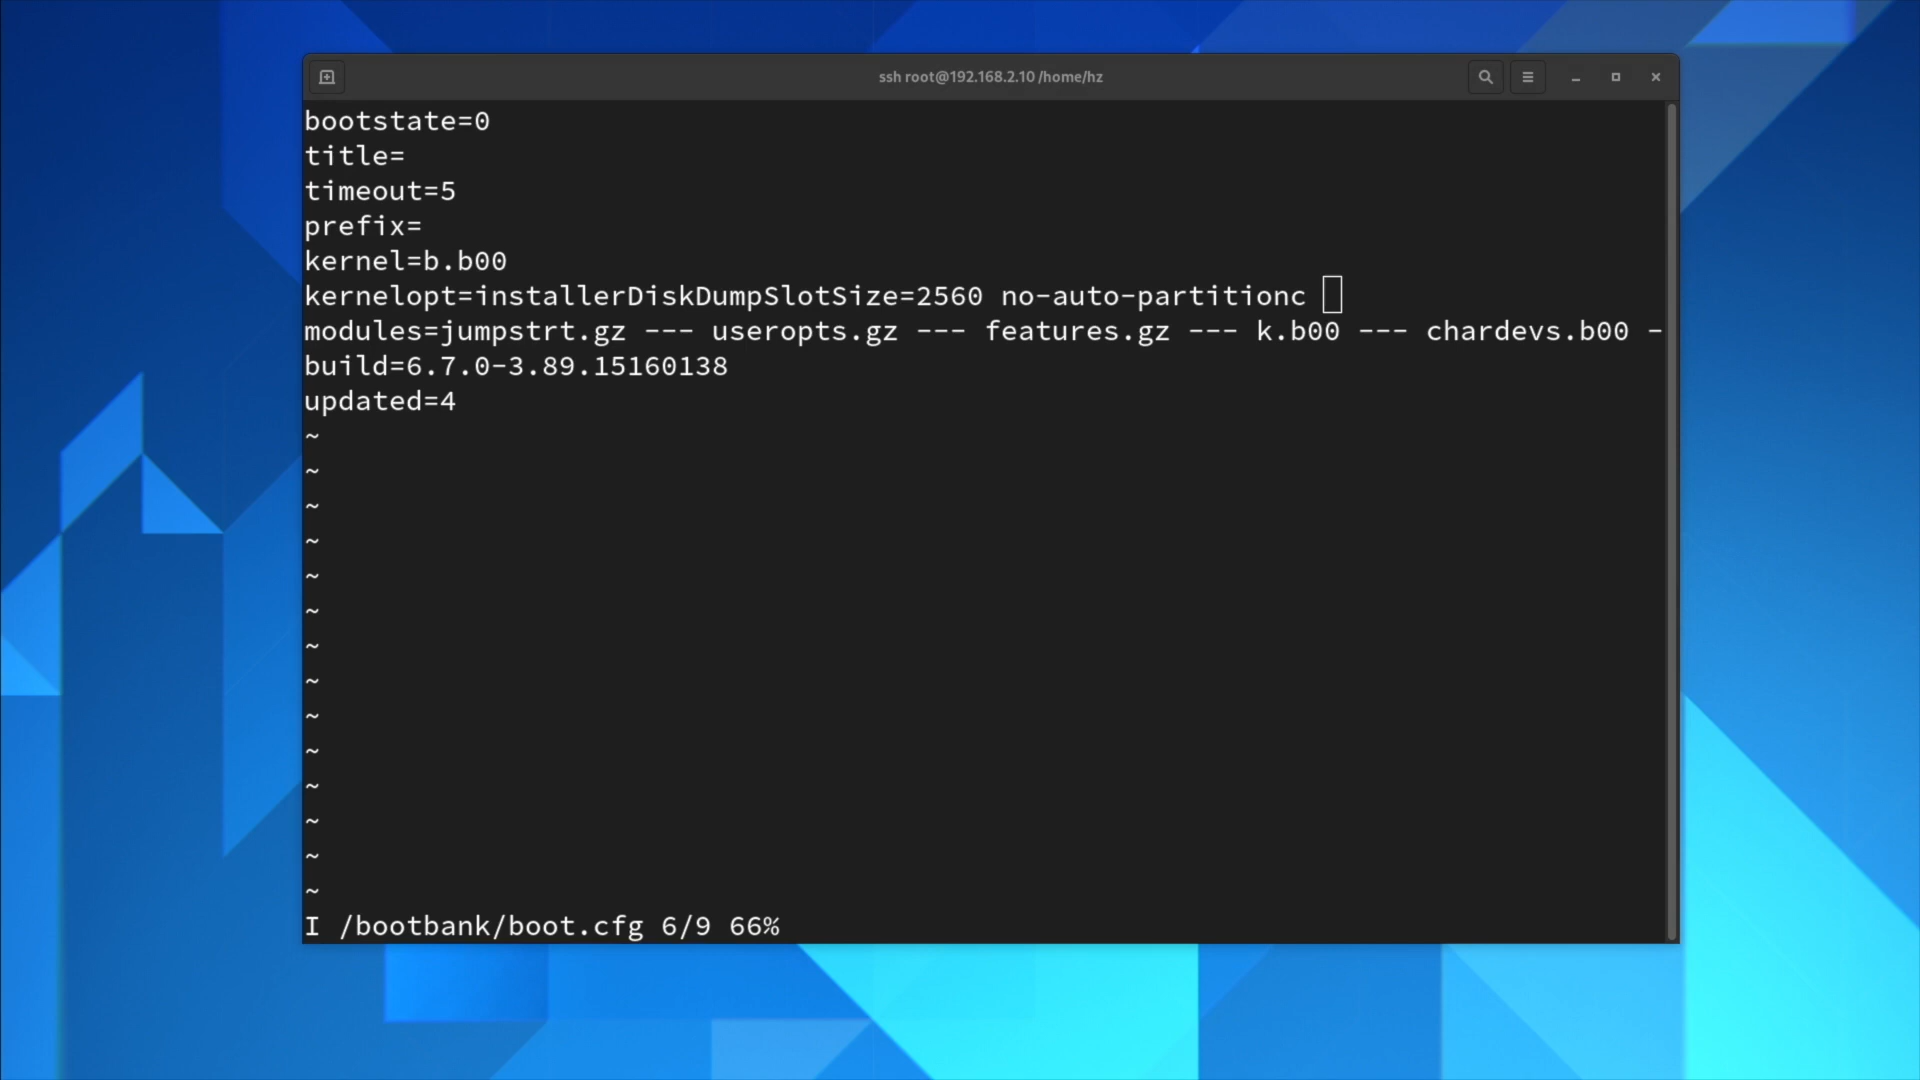 ssh root@192.168.2.10 /home/hz
bootstate=0
title=
timeout=5
prefix=
kernel=b.b00
kernelopt=installerDiskDumpSlotSize=2560 no-auto-partitionc
modules=jumpstrt.gz --- useropts.gz --- features.gz --- k.b00 --- chardevs.b00 -
build=6.7.0-3.89.15160138
updated=4
~
~
~
~
~
~
~
~
~
~
~
~
~
~
I /bootbank/boot.cfg 6/9 66%